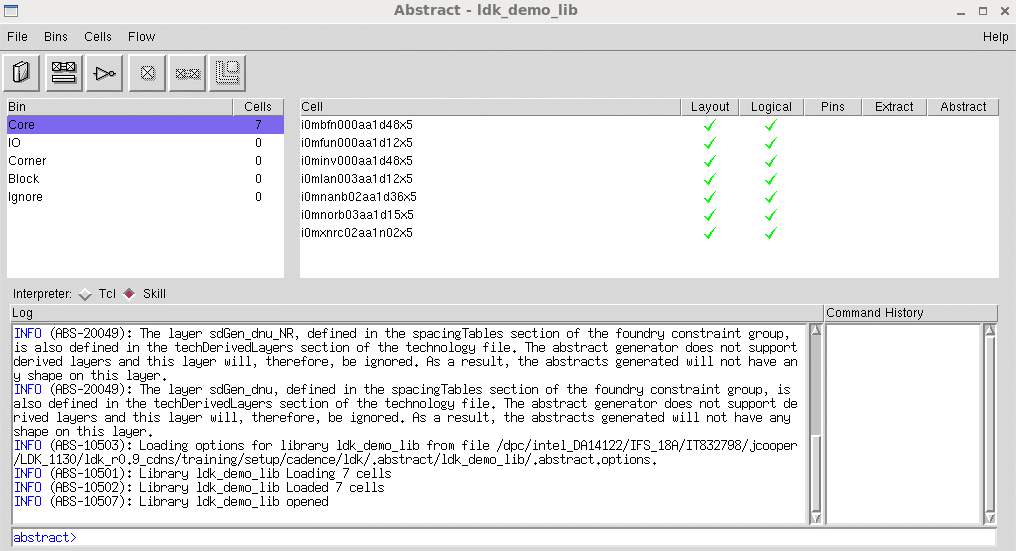 Abstract - ldk_demo_lib
File Bins Cells Flow Help
Bin Cells
Core 7
IO 0
Corner 0
Block 0
Ignore 0
Cell Layout Logical Pins Extract Abstract
i0mbfn000aa1d48x5
i0mfun000aa1d12x5
i0minv000aa1d48x5
i0mlan003aa1d12x5
i0mnanb02aa1d36x5
i0mnorb03aa1d15x5
i0mxnrc02aa1n02x5
Interpreter: Tcl Skill
Log
INFO (ABS-20049): The layer sdGen_dnu_NR, defined in the spacingTables section of the foundry constraint group,
is also defined in the techDerivedLayers section of the technology file. The abstract generator does not support
derived layers and this layer will, therefore, be ignored. As a result, the abstracts generated will not have an
y shape on this layer.
INFO (ABS-20049): The layer sdGen_dnu, defined in the spacingTables section of the foundry constraint group, is
also defined in the techDerivedLayers section of the technology file. The abstract generator does not support de
rived layers and this layer will, therefore, be ignored. As a result, the abstracts generated will not have any
shape on this layer.
INFO (ABS-10503): Loading options for library ldk_demo_lib from file /dpc/intel_DA14122/IFS_18A/IT832798/jcooper
/LDK_1130/ldk_r0.9_cdns/training/setup/cadence/ldk/.abstract/ldk_demo_lib/.abstract.options.
INFO (ABS-10501): Library ldk_demo_lib Loading 7 cells
INFO (ABS-10502): Library ldk_demo_lib Loaded 7 cells
INFO (ABS-10507): Library ldk_demo_lib opened
Command History
abstract>